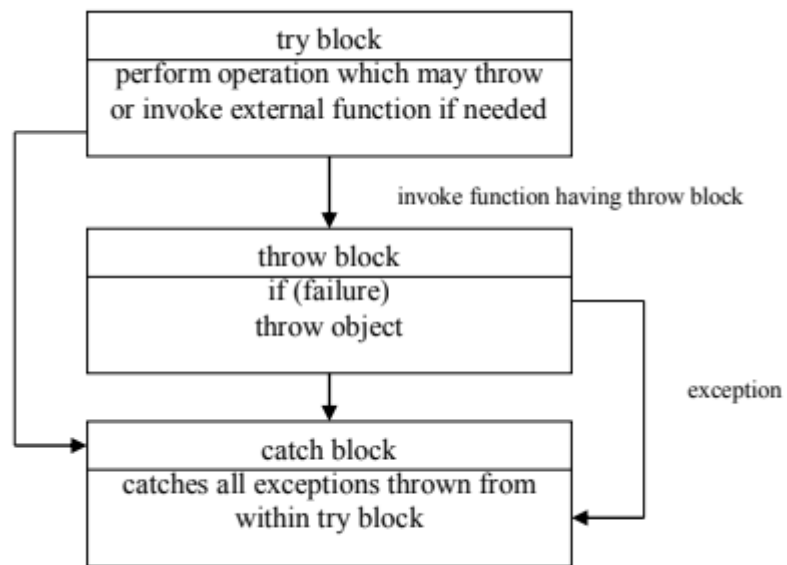 try block
perform operation which may throw
or invoke external function if needed
invoke function having throw block
throw block
if (failure)
throw object
exception
catch block
catches all exceptions thrown from
within try block